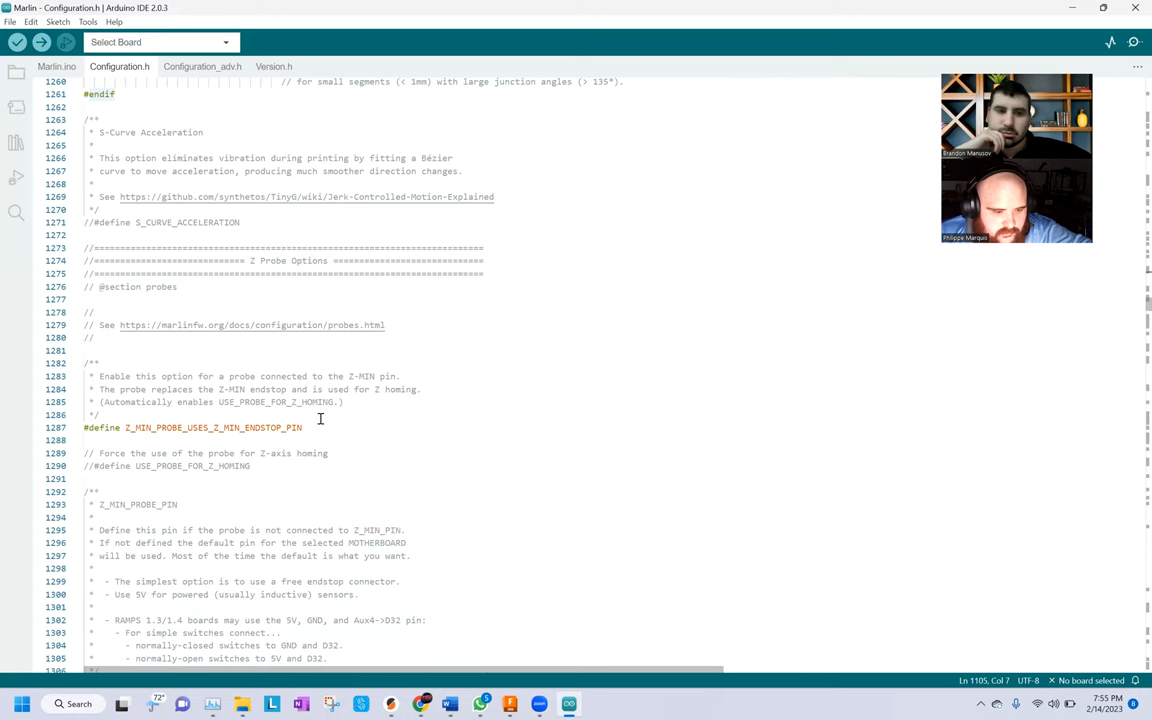 Marlin - Configuration.h | Arduino IDE 2.0.3
File Edit Sketch Tools Help
Select Board
Marlin.ino Configuration.h Configuration_adv.h Version.h
1260 // for small segments (< 1mm) with large junction angles (> 135°).
1261 #endif
1262
1263 /**
1264 * S-Curve Acceleration
1265 *
1266 * This option eliminates vibration during printing by fitting a Bézier
1267 * curve to move acceleration, producing much smoother direction changes.
1268 *
1269 * See https://github.com/synthetos/TinyG/wiki/Jerk-Controlled-Motion-Explained
1270 */
1271 //#define S_CURVE_ACCELERATION
1272
1273 //===========================================================================
1274 //============================= Z Probe Options =============================
1275 //===========================================================================
1276 // @section probes
1277
1278 //
1279 // See https://marlinfw.org/docs/configuration/probes.html
1280 //
1281
1282 /**
1283 * Enable this option for a probe connected to the Z-MIN pin.
1284 * The probe replaces the Z-MIN endstop and is used for Z homing.
1285 * (Automatically enables USE_PROBE_FOR_Z_HOMING.)
1286 */
1287 #define Z_MIN_PROBE_USES_Z_MIN_ENDSTOP_PIN
1288
1289 // Force the use of the probe for Z-axis homing
1290 //#define USE_PROBE_FOR_Z_HOMING
1291
1292 /**
1293 * Z_MIN_PROBE_PIN
1294 *
1295 * Define this pin if the probe is not connected to Z_MIN_PIN.
1296 * If not defined the default pin for the selected MOTHERBOARD
1297 * will be used. Most of the time the default is what you want.
1298 *
1299 * - The simplest option is to use a free endstop connector.
1300 * - Use 5V for powered (usually inductive) sensors.
1301 *
1302 * - RAMPS 1.3/1.4 boards may use the 5V, GND, and Aux4->D32 pin:
1303 * - For simple switches connect...
1304 * - normally-closed switches to GND and D32.
1305 * - normally-open switches to 5V and D32.
1306 */
Brandon Manusov
Philippe Marquis
Ln 1105, Col 7 UTF-8 No board selected
Search
72°
5
7:55 PM
2/14/2023
8